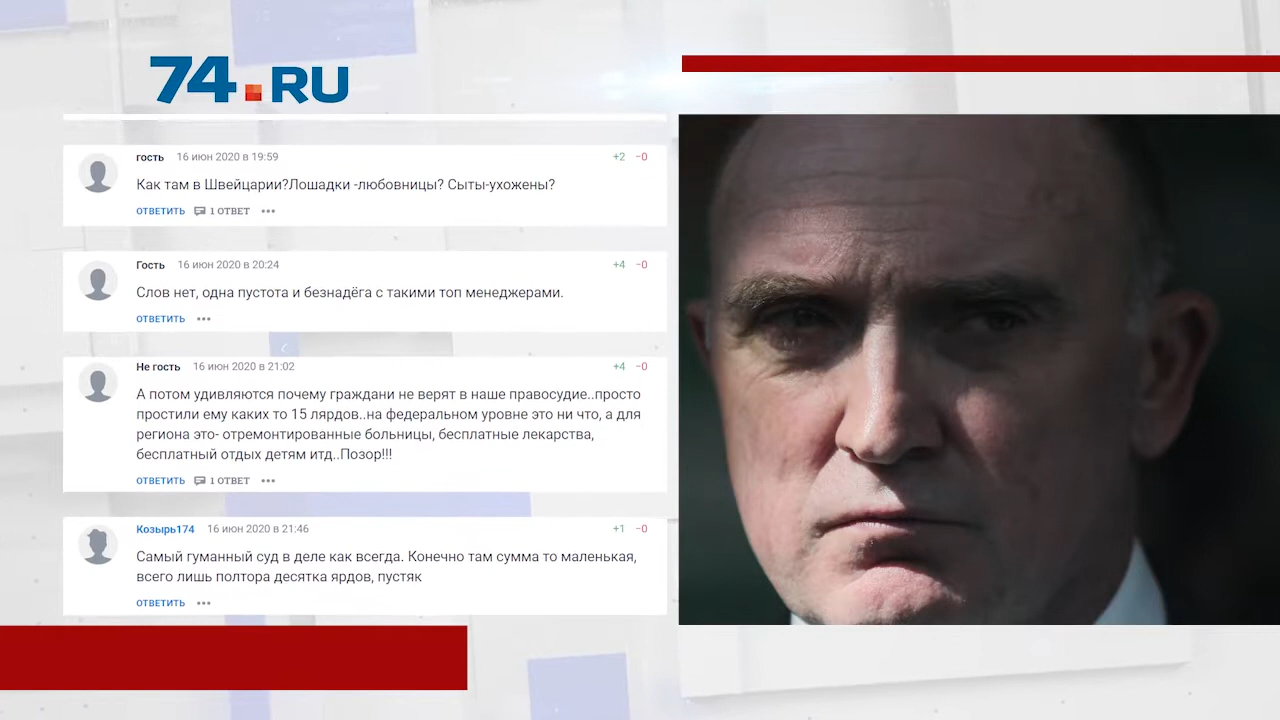 74.RU
гость 16 июн 2020 в 19:59 +2 −0
Как там в Швейцарии?Лошадки -любовницы? Сыты-ухожены?
ОТВЕТИТЬ 1 ОТВЕТ •••
Гость 16 июн 2020 в 20:24 +4 −0
Слов нет, одна пустота и безнадёга с такими топ менеджерами.
ОТВЕТИТЬ •••
Не гость 16 июн 2020 в 21:02 +4 −0
А потом удивляются почему граждани не верят в наше правосудие..просто
простили ему каких то 15 лярдов..на федеральном уровне это ни что, а для
региона это- отремонтированные больницы, бесплатные лекарства,
бесплатный отдых детям итд..Позор!!!
ОТВЕТИТЬ 1 ОТВЕТ •••
Козырь174 16 июн 2020 в 21:46 +1 −0
Самый гуманный суд в деле как всегда. Конечно там сумма то маленькая,
всего лишь полтора десятка ярдов, пустяк
ОТВЕТИТЬ •••